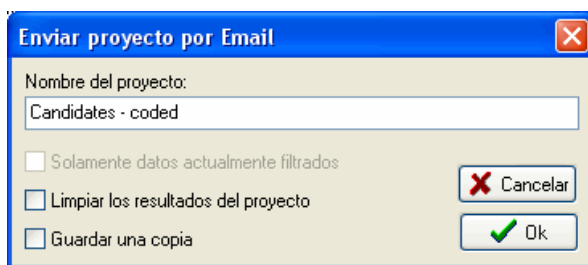 Enviar proyecto por Email
Nombre del proyecto:
Candidates - coded
Solamente datos actualmente filtrados
Limpiar los resultados del proyecto
Guardar una copia
Cancelar
Ok